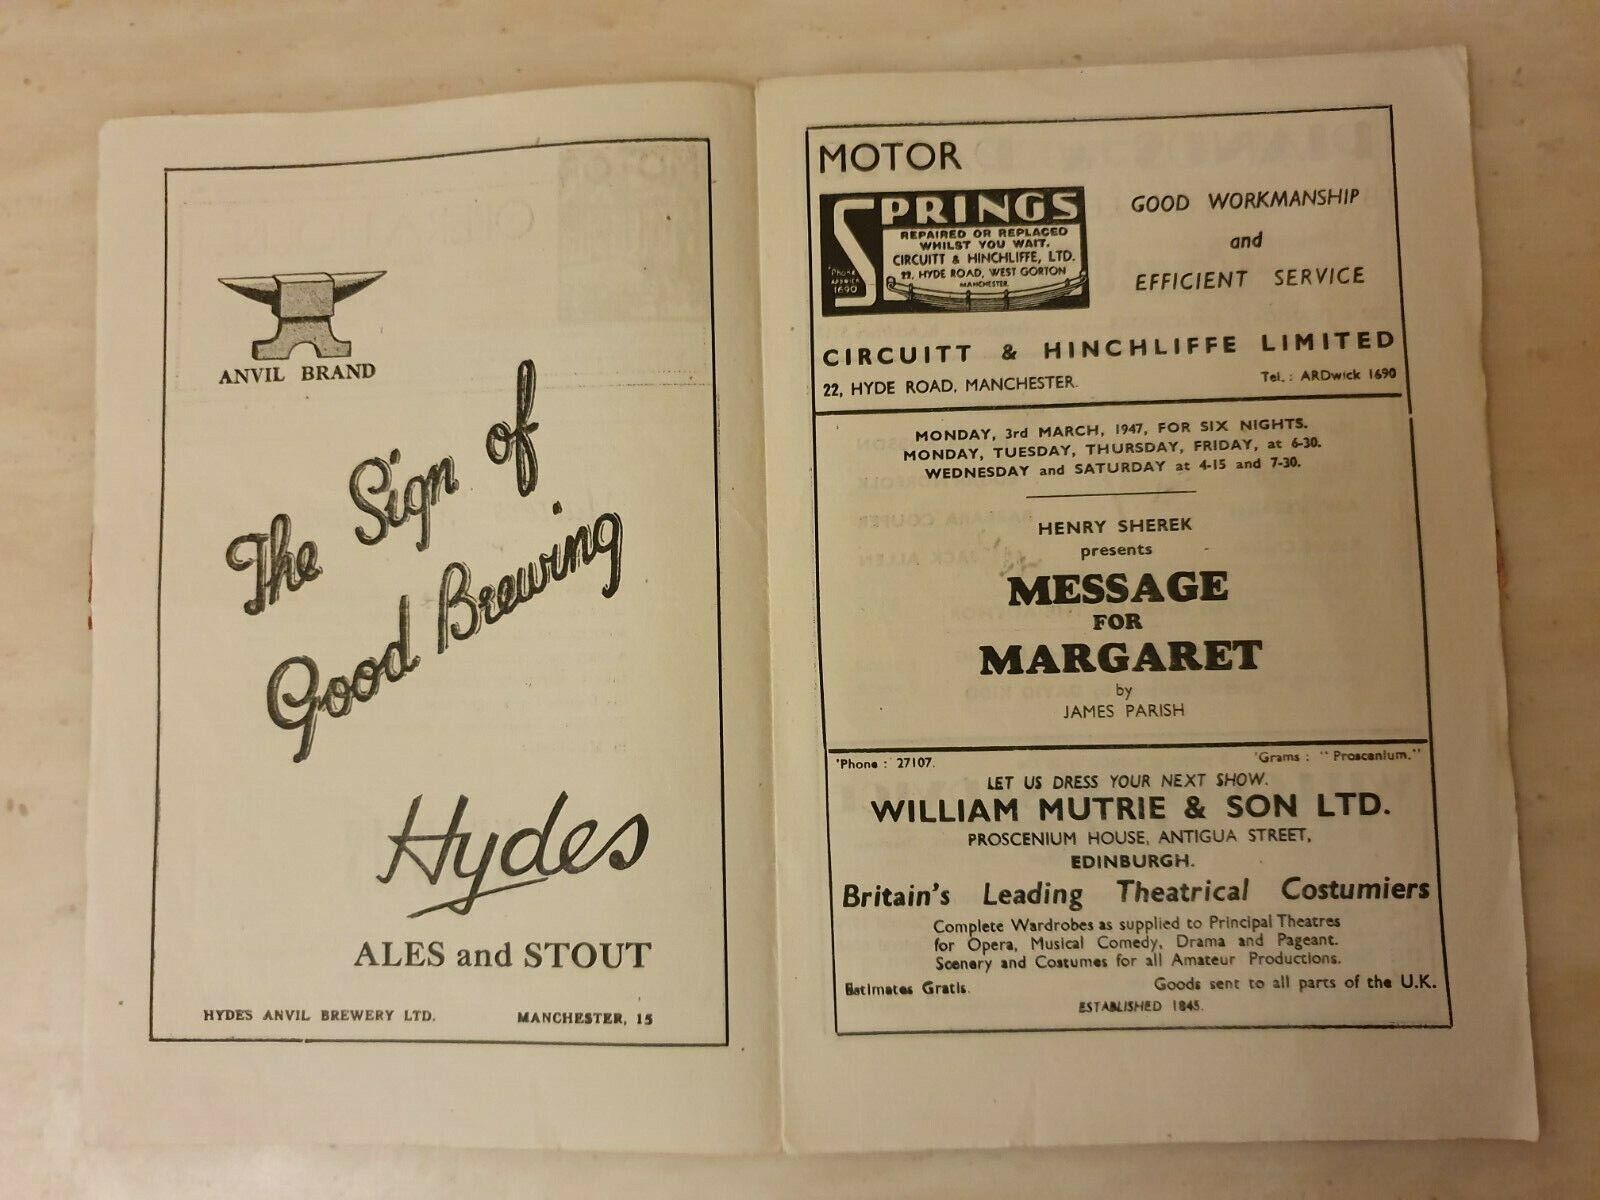 ANVIL BRAND
The Sign of
Good Brewing
Hydes
ALES and STOUT
HYDE'S ANVIL BREWERY LTD. MANCHESTER, 15
MOTOR
SPRINGS
REPAIRED OR REPLACED
WHILST YOU WAIT.
CIRCUITT & HINCHLIFFE, LTD.
22, HYDE ROAD, WEST GORTON
MANCHESTER.
'Phone
ARDWICK
1690
GOOD WORKMANSHIP
and
EFFICIENT SERVICE
CIRCUITT & HINCHLIFFE LIMITED
22, HYDE ROAD, MANCHESTER. Tel. : ARDwick 1690
MONDAY, 3rd MARCH, 1947, FOR SIX NIGHTS.
MONDAY, TUESDAY, THURSDAY, FRIDAY, at 6-30.
WEDNESDAY and SATURDAY at 4-15 and 7-30.
HENRY SHEREK
presents
MESSAGE
FOR
MARGARET
by
JAMES PARISH
'Phone : 27107. 'Grams : "Proscenium."
LET US DRESS YOUR NEXT SHOW.
WILLIAM MUTRIE & SON LTD.
PROSCENIUM HOUSE, ANTIGUA STREET,
EDINBURGH.
Britain's Leading Theatrical Costumiers
Complete Wardrobes as supplied to Principal Theatres
for Opera, Musical Comedy, Drama and Pageant.
Scenery and Costumes for all Amateur Productions.
Estimates Gratis. Goods sent to all parts of the U.K.
ESTABLISHED 1845.